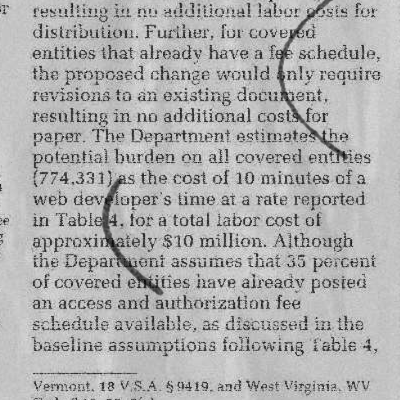 resulting in no additional labor costs for
distribution. Further, for covered
entities that already have a fee schedule,
the proposed change would only require
revisions to an existing document,
resulting in no additional costs for
paper. The Department estimates the
potential burden on all covered entities
(774,331) as the cost of 10 minutes of a
web developer's time at a rate reported
in Table 4, for a total labor cost of
approximately $10 million. Although
the Department assumes that 35 percent
of covered entities have already posted
an access and authorization fee
schedule available, as discussed in the
baseline assumptions following Table 4,
Vermont, 18 V.S.A. § 9419, and West Virginia, WV